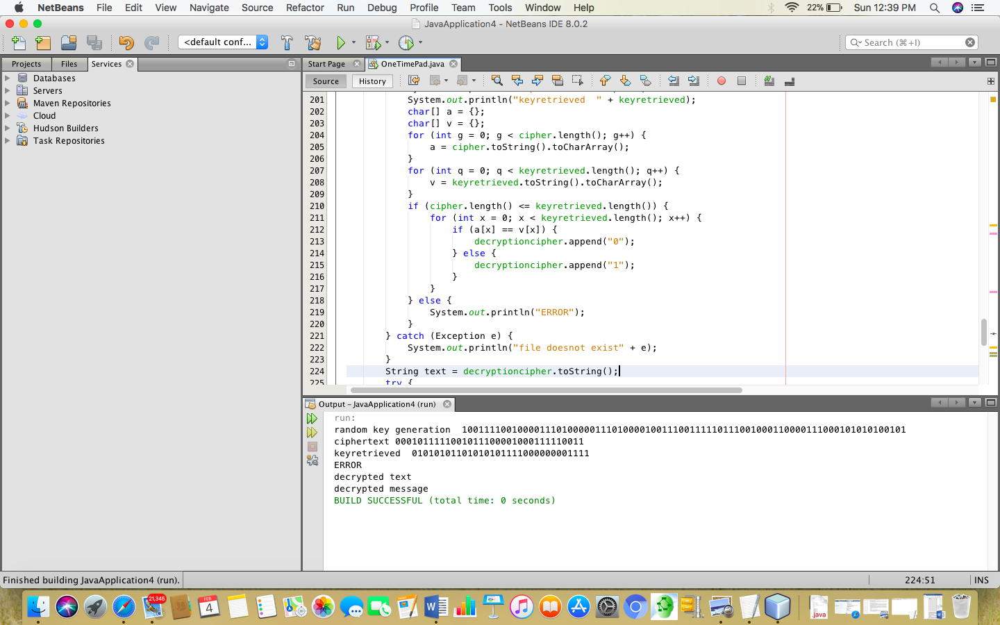 NetBeans File Edit View Navigate Source Refactor Run Debug Profile Team Tools Window Help 22% Sun 12:39 PM
JavaApplication4 - NetBeans IDE 8.0.2
<default conf... Search (⌘+I)
Projects Files Services Start Page OneTimePad.java
Source History
Databases
Servers
Maven Repositories
Cloud
Hudson Builders
Task Repositories
201 System.out.println("keyretrieved  " + keyretrieved);
202 char[] a = {};
203 char[] v = {};
204 for (int g = 0; g < cipher.length(); g++) {
205 a = cipher.toString().toCharArray();
206 }
207 for (int q = 0; q < keyretrieved.length(); q++) {
208 v = keyretrieved.toString().toCharArray();
209 }
210 if (cipher.length() <= keyretrieved.length()) {
211 for (int x = 0; x < keyretrieved.length(); x++) {
212 if (a[x] == v[x]) {
213 decryptioncipher.append("0");
214 } else {
215 decryptioncipher.append("1");
216 }
217 }
218 } else {
219 System.out.println("ERROR");
220 }
221 } catch (Exception e) {
222 System.out.println("file doesnot exist" + e);
223 }
224 String text = decryptioncipher.toString();
225 try {
Output - JavaApplication4 (run)
run:
random key generation  10011110010000111010000011101000010011100111110111001000110000111000101010100101
ciphertext 0001011111001011100001000111110011
keyretrieved  01010101101010101111000000001111
ERROR
decrypted text
decrypted message
BUILD SUCCESSFUL (total time: 0 seconds)
Finished building JavaApplication4 (run). 224:51 INS
21,345
FEB
4
.java